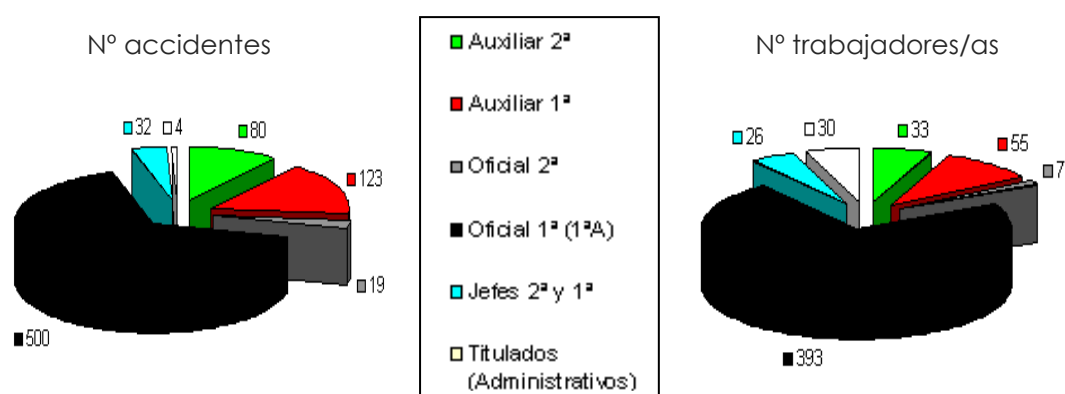 Nº accidentes
32
4
80
123
19
500
Auxiliar 2ª
Auxiliar 1ª
Oficial 2ª
Oficial 1ª (1ªA)
Jefes 2ª y 1ª
Titulados
(Administrativos)
Nº trabajadores/as
26
30
33
55
7
393